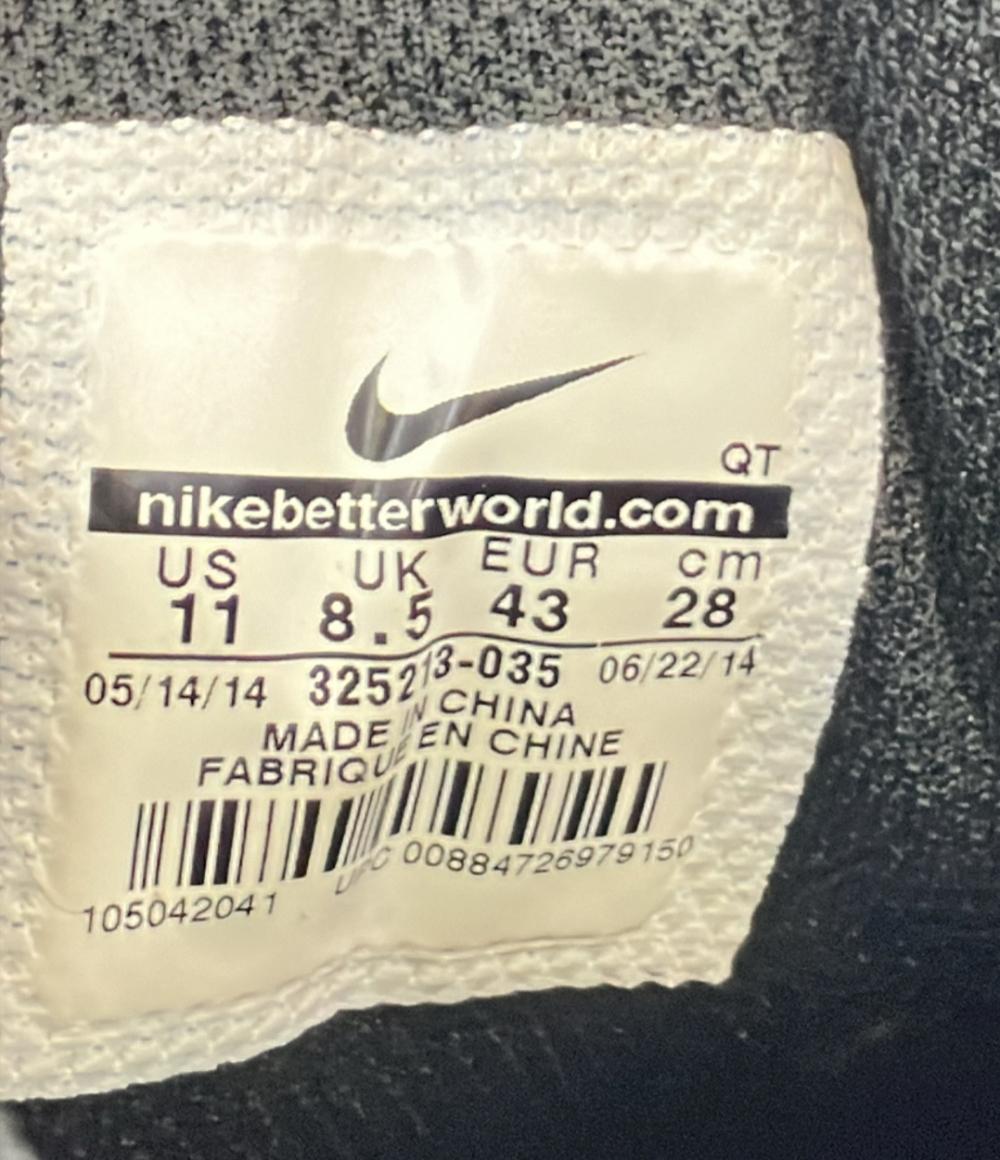 QT
nikebetterworld.com
US UK EUR cm
11 8.5 43 28
05/14/14 325213-035 06/22/14
MADE IN CHINA
FABRIQUE EN CHINE
UPC 00884726979150
105042041